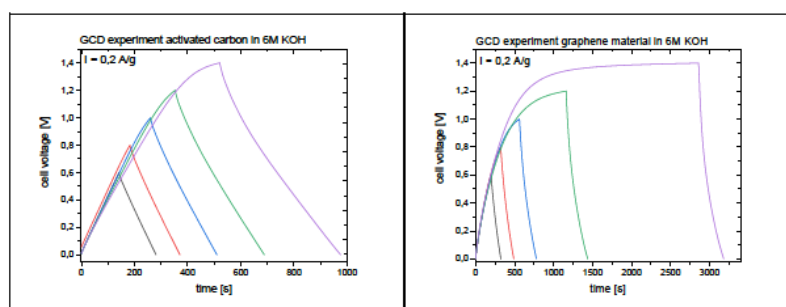 GCD experiment activated carbon in 6M KOH
I = 0,2 A/g
1,4
1,2
1,0
0,8
0,6
0,4
0,2
0,0
cell voltage [V]
0 200 400 600 800 1000
time [s]
GCD experiment graphene material in 6M KOH
I = 0,2 A/g
1,4
1,2
1,0
0,8
0,6
0,4
0,2
0,0
cell voltage [V]
0 500 1000 1500 2000 2500 3000
time [s]